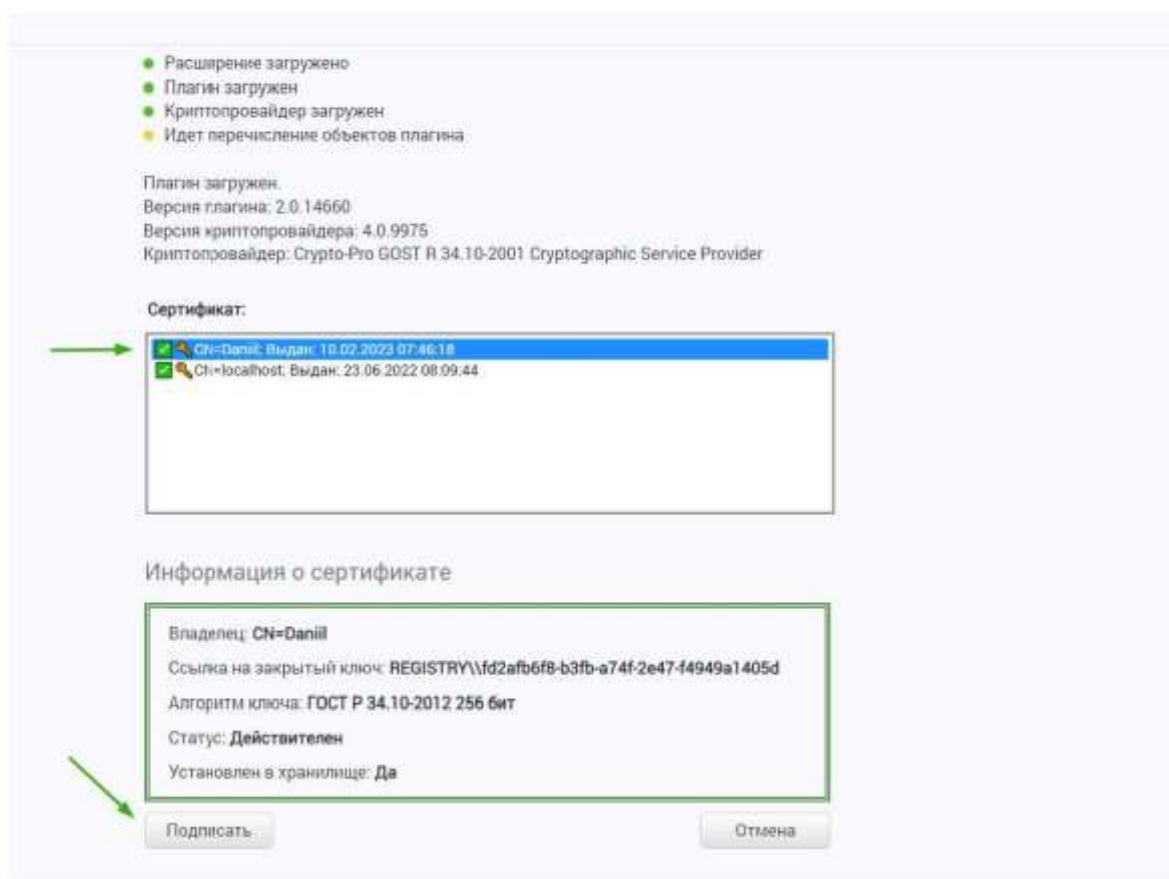 Расширение загружено
Плагин загружен
Криптопровайдер загружен
Идет перечисление объектов плагина
Плагин загружен.
Версия плагина: 2.0.14660
Версия криптопровайдера: 4.0.9975
Криптопровайдер: Crypto-Pro GOST R 34.10-2001 Cryptographic Service Provider
Сертификат:
CN=Daniil; Выдан: 10.02.2023 07:46:18
CN=localhost; Выдан: 23.06.2022 08:09:44
Информация о сертификате
Владелец: CN=Daniil
Ссылка на закрытый ключ: REGISTRY\\fd2afb6f8-b3fb-a74f-2e47-f4949a1405d
Алгоритм ключа: ГОСТ Р 34.10-2012 256 бит
Статус: Действителен
Установлен в хранилище: Да
Подписать
Отмена